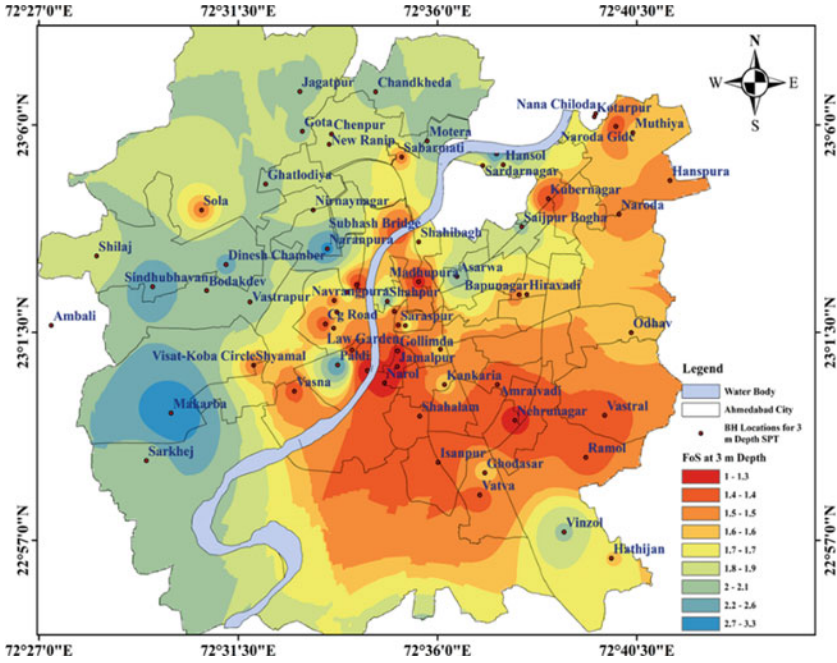 72°27'0"E 72°31'30"E 72°36'0"E 72°40'30"E
N
W E
S
23°6'0"N
23°1'30"N
22°57'0"N
23°6'0"N
23°1'30"N
22°57'0"N
Jagatpur
Chandkheda
Nana Chiloda
Kotarpur
Gota
Chenpur
Motera
Naroda Gidc
Muthiya
New Ranip
Sabarmati
Hansol
Sardarnagar
Hanspura
Ghatlodiya
Kubernagar
Sola
Nirnaynagar
Naroda
Subhash Bridge
Saijpur Bogha
Naranpura
Shahibagh
Shilaj
Dinesh Chamber
Asarwa
Madhupura
Sindhubhavan
Bodakdev
Bapunagar
Hiravadi
Navrangpura
Shahpur
Vastrapur
Ambali
Cg Road
Saraspur
Odhav
Law Garden
Gollimda
Visat-Koba Circle
Shyamal
Paldi
Jamalpur
Narol
Kankaria
Amraivadi
Vasna
Makarba
Shahalam
Nehrunagar
Vastral
Sarkhej
Isanpur
Ghodasar
Ramol
Vatva
Vinzol
Hathijan
Legend
Water Body
Ahmedabad City
BH Locations for 3
m Depth SPT
FoS at 3 m Depth
1 - 1.3
1.4 - 1.4
1.5 - 1.5
1.6 - 1.6
1.7 - 1.7
1.8 - 1.9
2 - 2.1
2.2 - 2.6
2.7 - 3.3
72°27'0"E 72°31'30"E 72°36'0"E 72°40'30"E